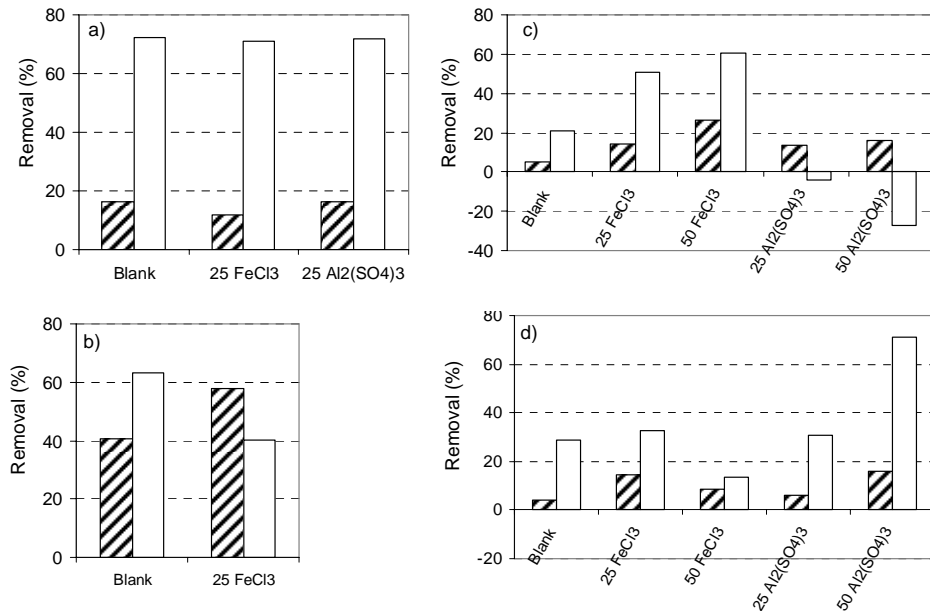 a)
Removal (%)
80
60
40
20
0
Blank 25 FeCl3 25 Al2(SO4)3
b)
Removal (%)
80
60
40
20
0
Blank 25 FeCl3
c)
Removal (%)
80
60
40
20
0
-20
-40
Blank
25 FeCl3
50 FeCl3
25 Al2(SO4)3
50 Al2(SO4)3
d)
Removal (%)
80
60
40
20
0
-20
Blank
25 FeCl3
50 FeCl3
25 Al2(SO4)3
50 Al2(SO4)3